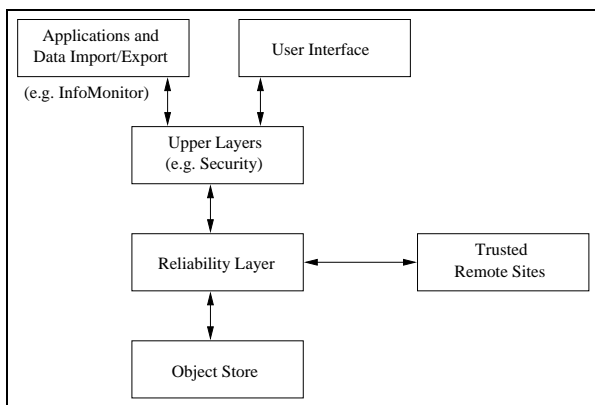 Applications and
Data Import/Export
User Interface
(e.g. InfoMonitor)
Upper Layers
(e.g. Security)
Reliability Layer
Trusted
Remote Sites
Object Store